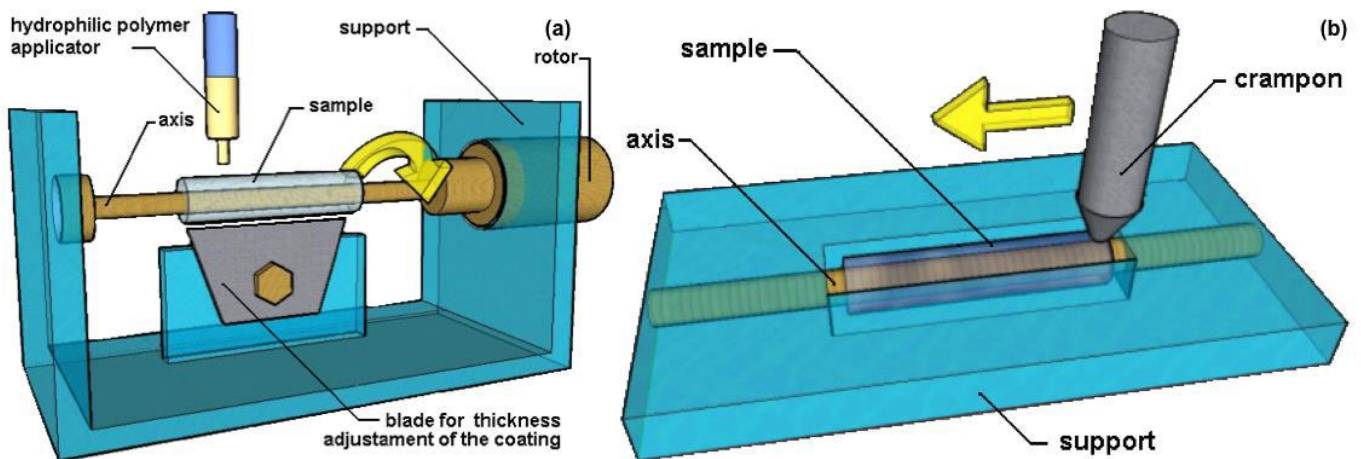 hydrophilic polymer
applicator
support
(a)
rotor
sample
axis
blade for thickness
adjustament of the coating
(b)
sample
crampon
axis
support